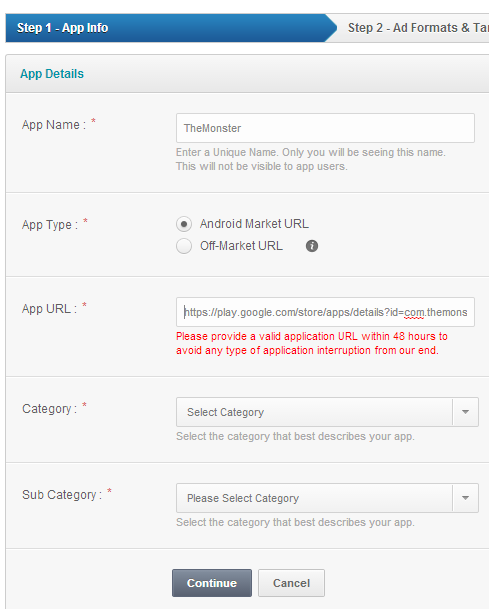 Step 1 - App Info
Step 2 - Ad Formats & Tar
App Details
App Name : *
TheMonster
Enter a Unique Name. Only you will be seeing this name.
This will not be visible to app users.
App Type : *
Android Market URL
Off-Market URL
App URL : *
https://play.google.com/store/apps/details?id=com.themons
Please provide a valid application URL within 48 hours to
avoid any type of application interruption from our end.
Category : *
Select Category
Select the category that best describes your app.
Sub Category : *
Please Select Category
Select the category that best describes your app.
Continue
Cancel